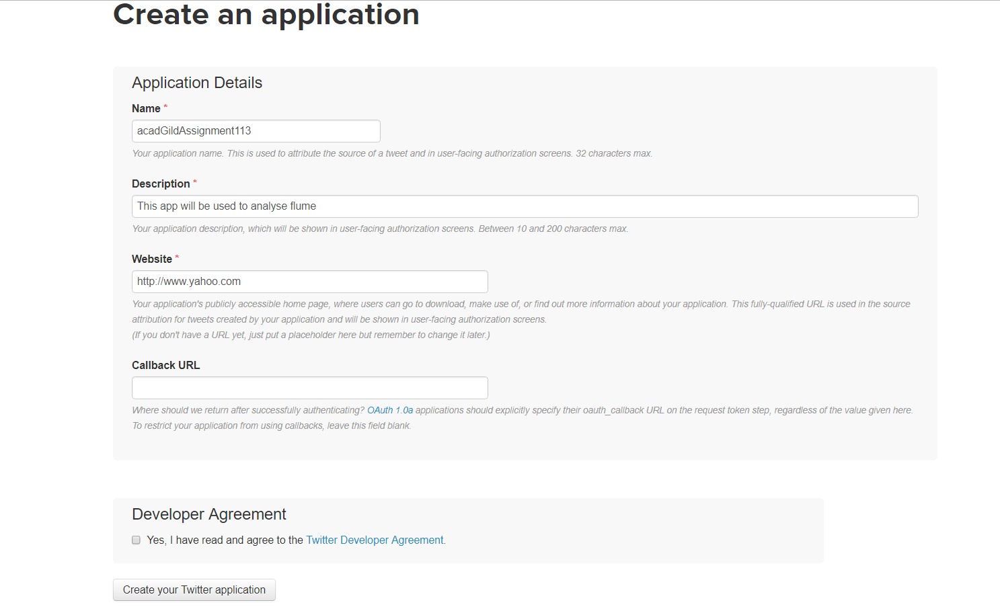 Create an application
Application Details
Name *
acadGildAssignment113
Your application name. This is used to attribute the source of a tweet and in user-facing authorization screens. 32 characters max.
Description *
This app will be used to analyse flume
Your application description, which will be shown in user-facing authorization screens. Between 10 and 200 characters max.
Website *
http://www.yahoo.com
Your application's publicly accessible home page, where users can go to download, make use of, or find out more information about your application. This fully-qualified URL is used in the source
attribution for tweets created by your application and will be shown in user-facing authorization screens.
(If you don't have a URL yet, just put a placeholder here but remember to change it later.)
Callback URL
Where should we return after successfully authenticating? OAuth 1.0a applications should explicitly specify their oauth_callback URL on the request token step, regardless of the value given here.
To restrict your application from using callbacks, leave this field blank.
Developer Agreement
Yes, I have read and agree to the Twitter Developer Agreement.
Create your Twitter application